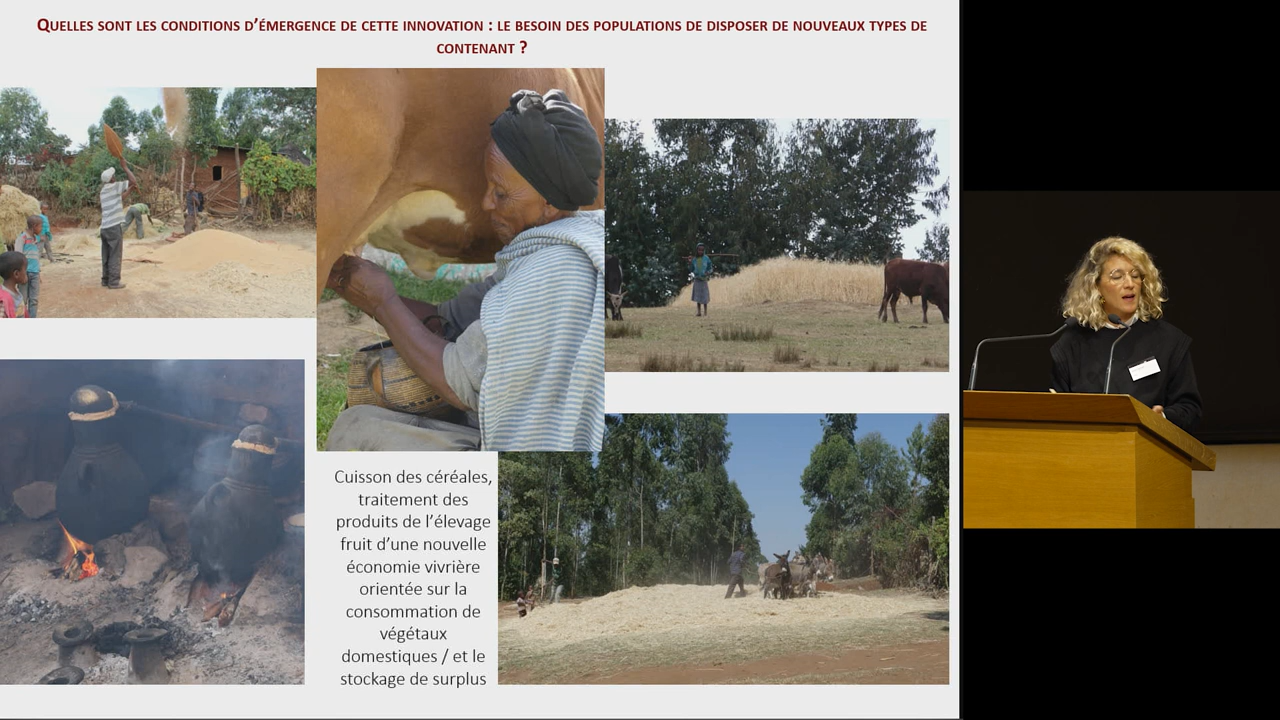 QUELLES SONT LES CONDITIONS D'ÉMERGENCE DE CETTE INNOVATION : LE BESOIN DES POPULATIONS DE DISPOSER DE NOUVEAUX TYPES DE
CONTENANT ?
Cuisson des céréales,
traitement des
produits de l'élevage
fruit d'une nouvelle
économie vivrière
orientée sur la
consommation de
végétaux
domestiques / et le
stockage de surplus